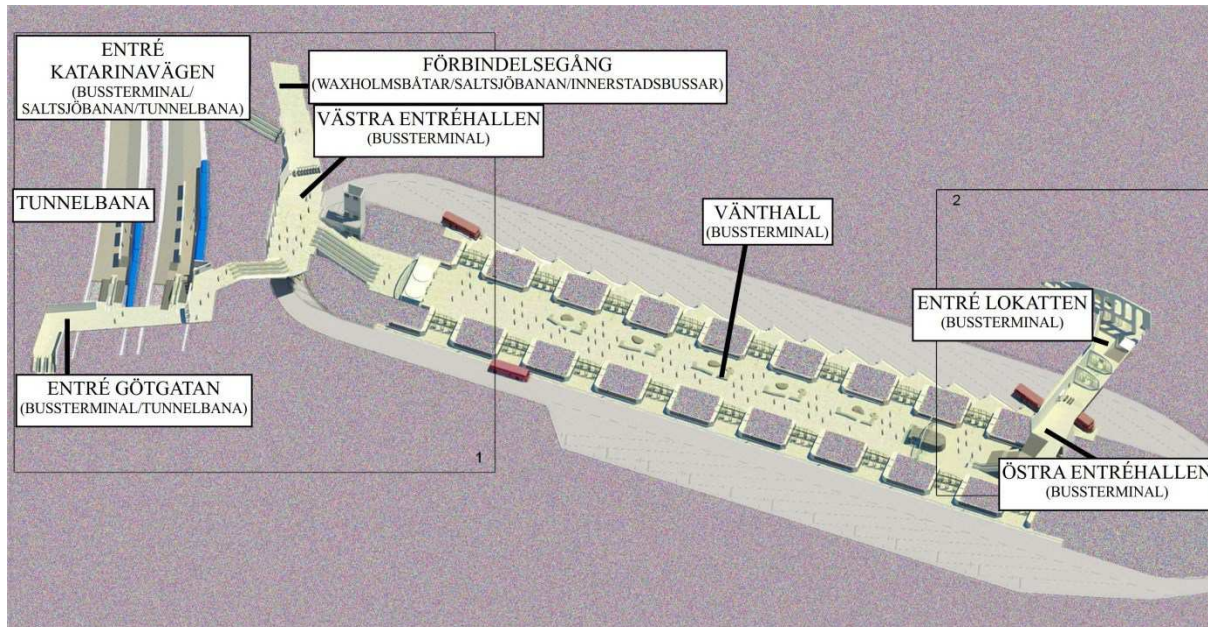 ENTRÉ
KATARINAVÄGEN
(BUSSTERMINAL/
SALTSJÖBANAN/TUNNELBANA)
FÖRBINDELSEGÅNG
(WAXHOLMSBÅTAR/SALTSJÖBANAN/INNERSTADSBUSSAR)
VÄSTRA ENTRÉHALLEN
(BUSSTERMINAL)
TUNNELBANA
VÄNTHALL
(BUSSTERMINAL)
2
ENTRÉ LOKATTEN
(BUSSTERMINAL)
ENTRÉ GÖTGATAN
(BUSSTERMINAL/TUNNELBANA)
1
ÖSTRA ENTRÉHALLEN
(BUSSTERMINAL)